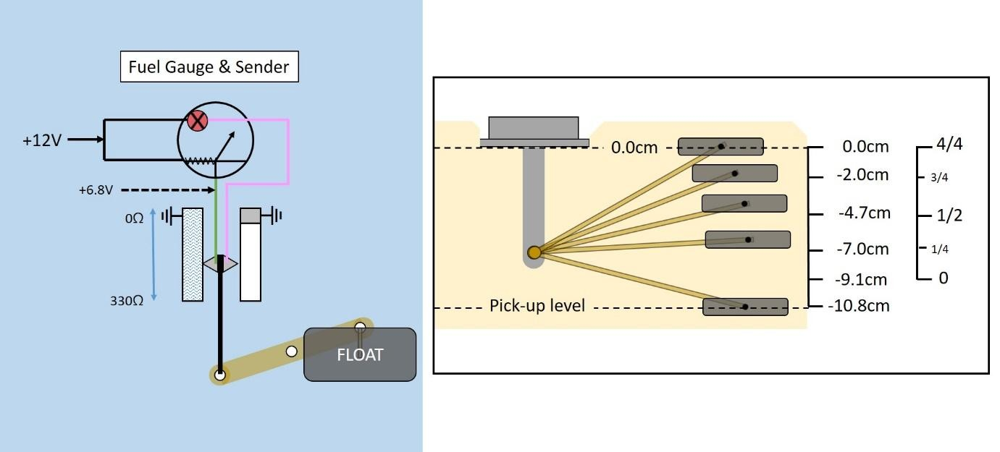 Fuel Gauge & Sender
+12V
+6.8V
0Ω
330Ω
FLOAT
0.0cm
Pick-up level
0.0cm
-2.0cm
-4.7cm
-7.0cm
-9.1cm
-10.8cm
4/4
3/4
1/2
1/4
0